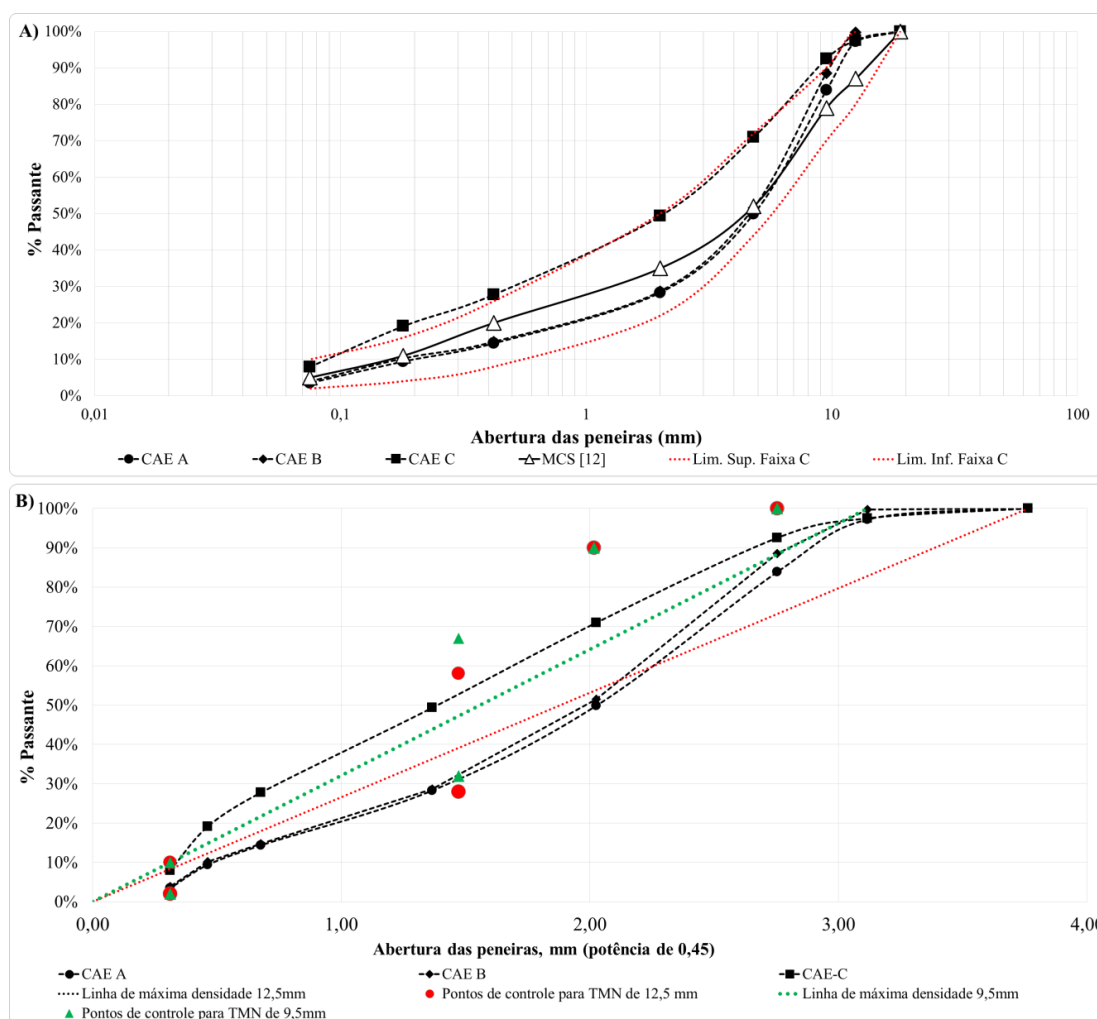 A)
100%
90%
80%
70%
60%
50%
40%
30%
20%
10%
0%
% Passante
0,01 0,1 1 10 100
Abertura das peneiras (mm)
CAE A CAE B CAE C MCS [12] Lim. Sup. Faixa C Lim. Inf. Faixa C
B)
100%
90%
80%
70%
60%
50%
40%
30%
20%
10%
0%
% Passante
0,00 1,00 2,00 3,00 4,00
Abertura das peneiras, mm (potência de 0,45)
CAE A CAE B CAE-C
Linha de máxima densidade 12,5mm Pontos de controle para TMN de 12,5 mm Linha de máxima densidade 9,5mm
Pontos de controle para TMN de 9,5mm